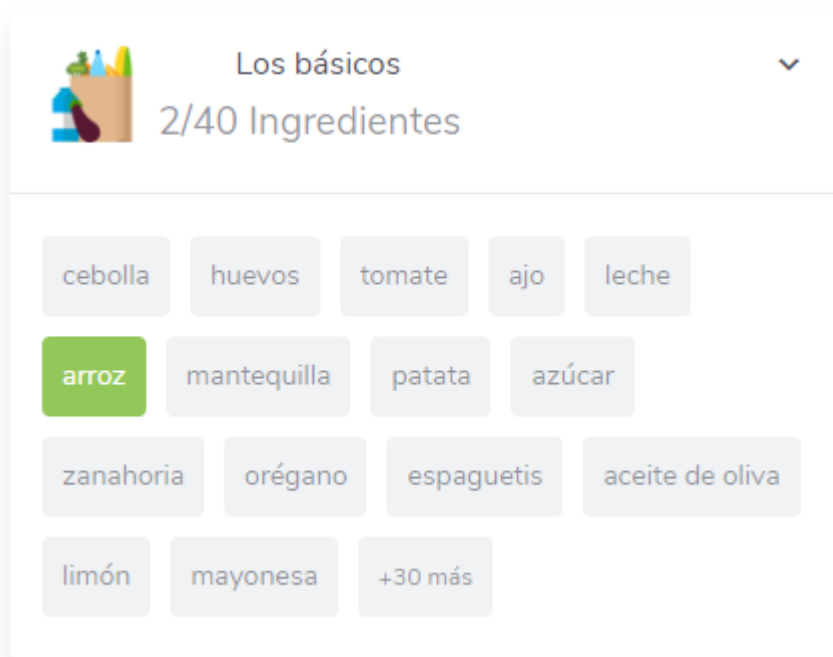 Los básicos
2/40 Ingredientes
cebolla huevos tomate ajo leche
arroz mantequilla patata azúcar
zanahoria orégano espaguetis aceite de oliva
limón mayonesa +30 más